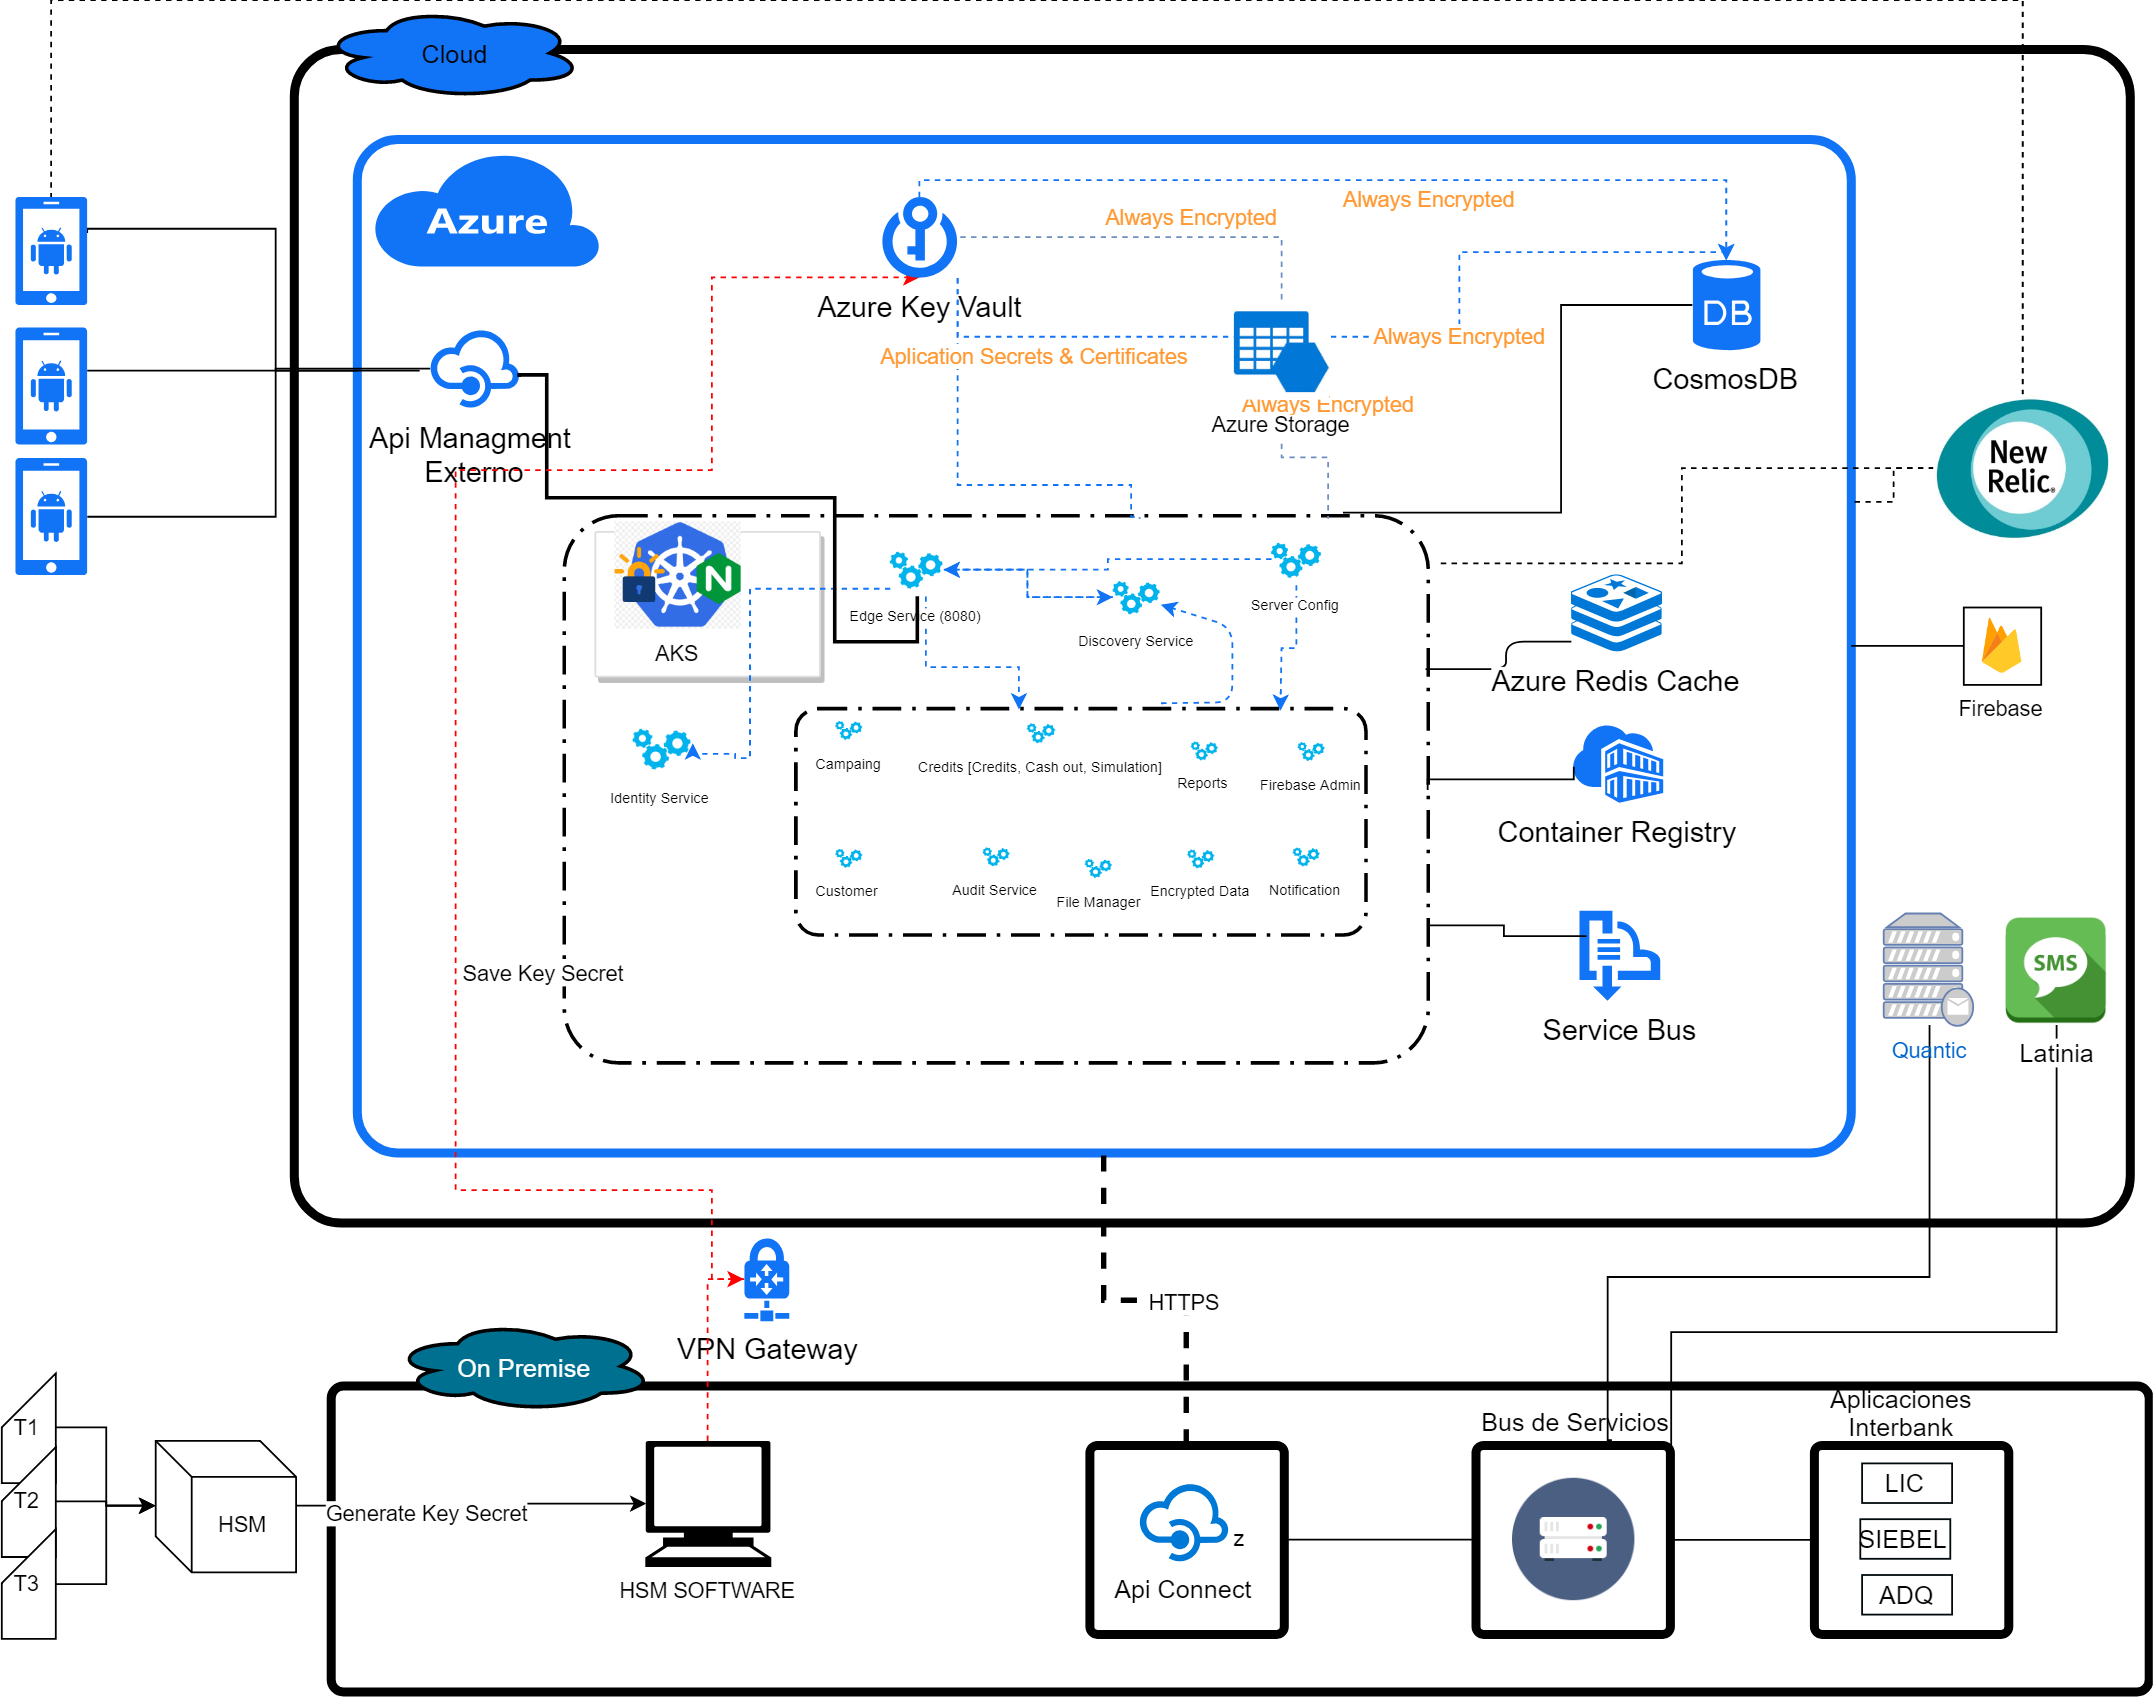 Cloud
Azure
Always Encrypted
Always Encrypted
Azure Key Vault
Aplication Secrets & Certificates
Always Encrypted
DB
CosmosDB
Always Encrypted
Azure Storage
Api Managment
Externo
New
Relic
AKS
Edge Service (8080)
Discovery Service
Server Config
Azure Redis Cache
Firebase
Identity Service
Campaing
Credits [Credits, Cash out, Simulation]
Reports
Firebase Admin
Container Registry
Customer
Audit Service
File Manager
Encrypted Data
Notification
Save Key Secret
Service Bus
SMS
Quantic
Latinia
HTTPS
VPN Gateway
On Premise
T1
T2
T3
HSM
Generate Key Secret
HSM SOFTWARE
z
Api Connect
Bus de Servicios
Aplicaciones
Interbank
LIC
SIEBEL
ADQ
N